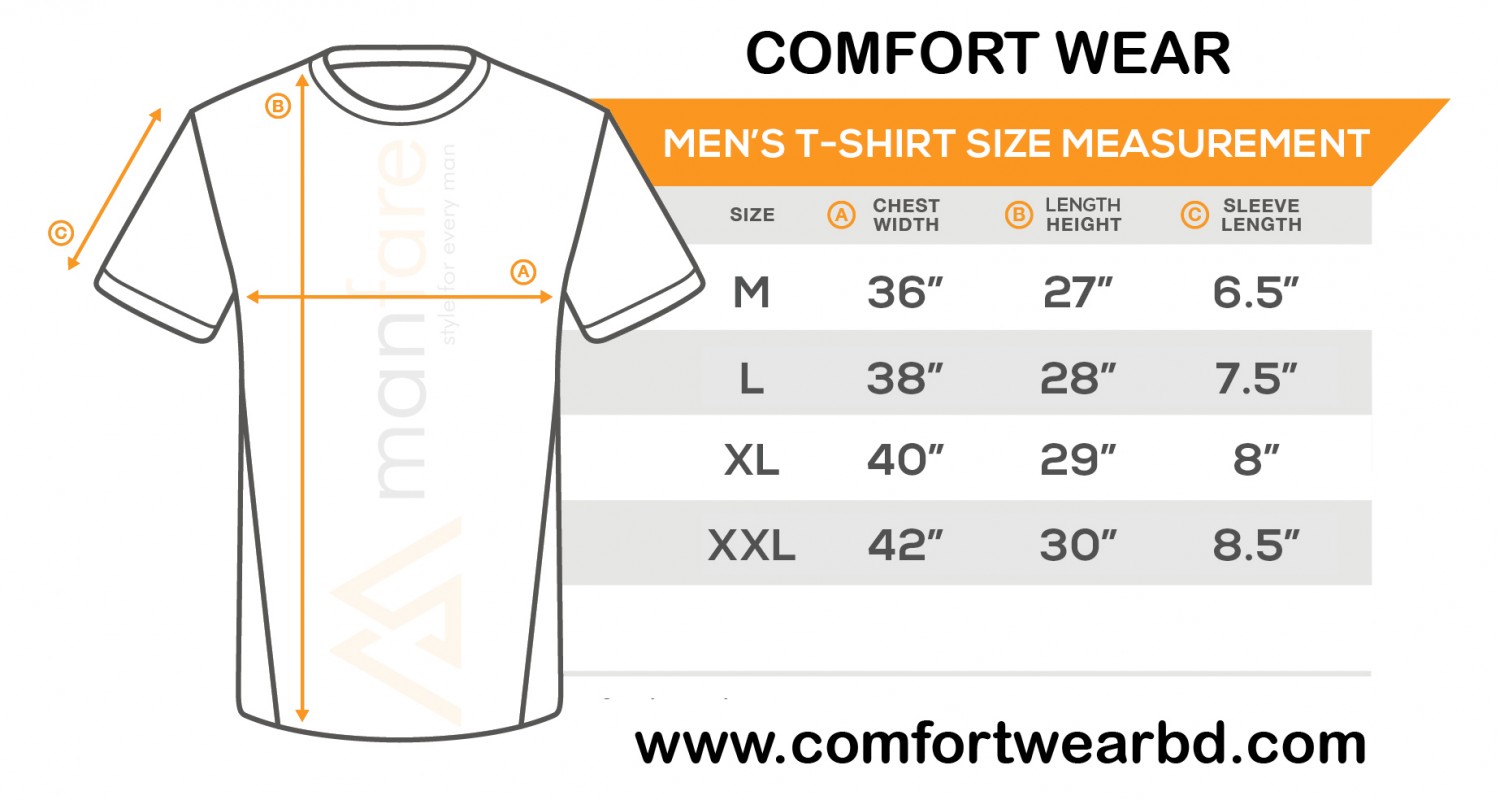 COMFORT WEAR
MEN’S T-SHIRT SIZE MEASUREMENT
SIZE A CHEST WIDTH B LENGTH HEIGHT C SLEEVE LENGTH
M 36” 27” 6.5”
L 38” 28” 7.5”
XL 40” 29” 8”
XXL 42” 30” 8.5”
B
C
A
manfare
style for every man
www.comfortwearbd.com